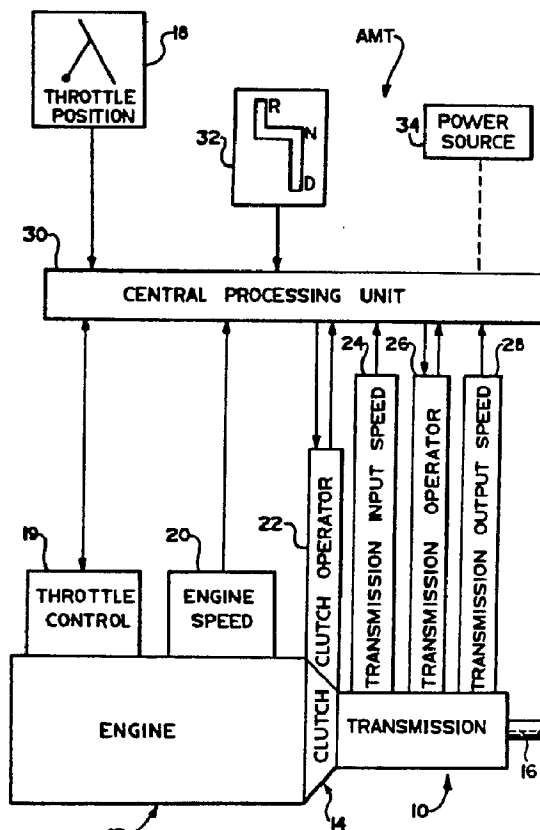 18
AMT
THROTTLE
POSITION
32
R
N
D
34
POWER
SOURCE
30
CENTRAL PROCESSING UNIT
24
26
28
22
CLUTCH OPERATOR
TRANSMISSION INPUT SPEED
TRANSMISSION OPERATOR
TRANSMISSION OUTPUT SPEED
19
20
THROTTLE
CONTROL
ENGINE
SPEED
ENGINE
CLUTCH
TRANSMISSION
16
14
10